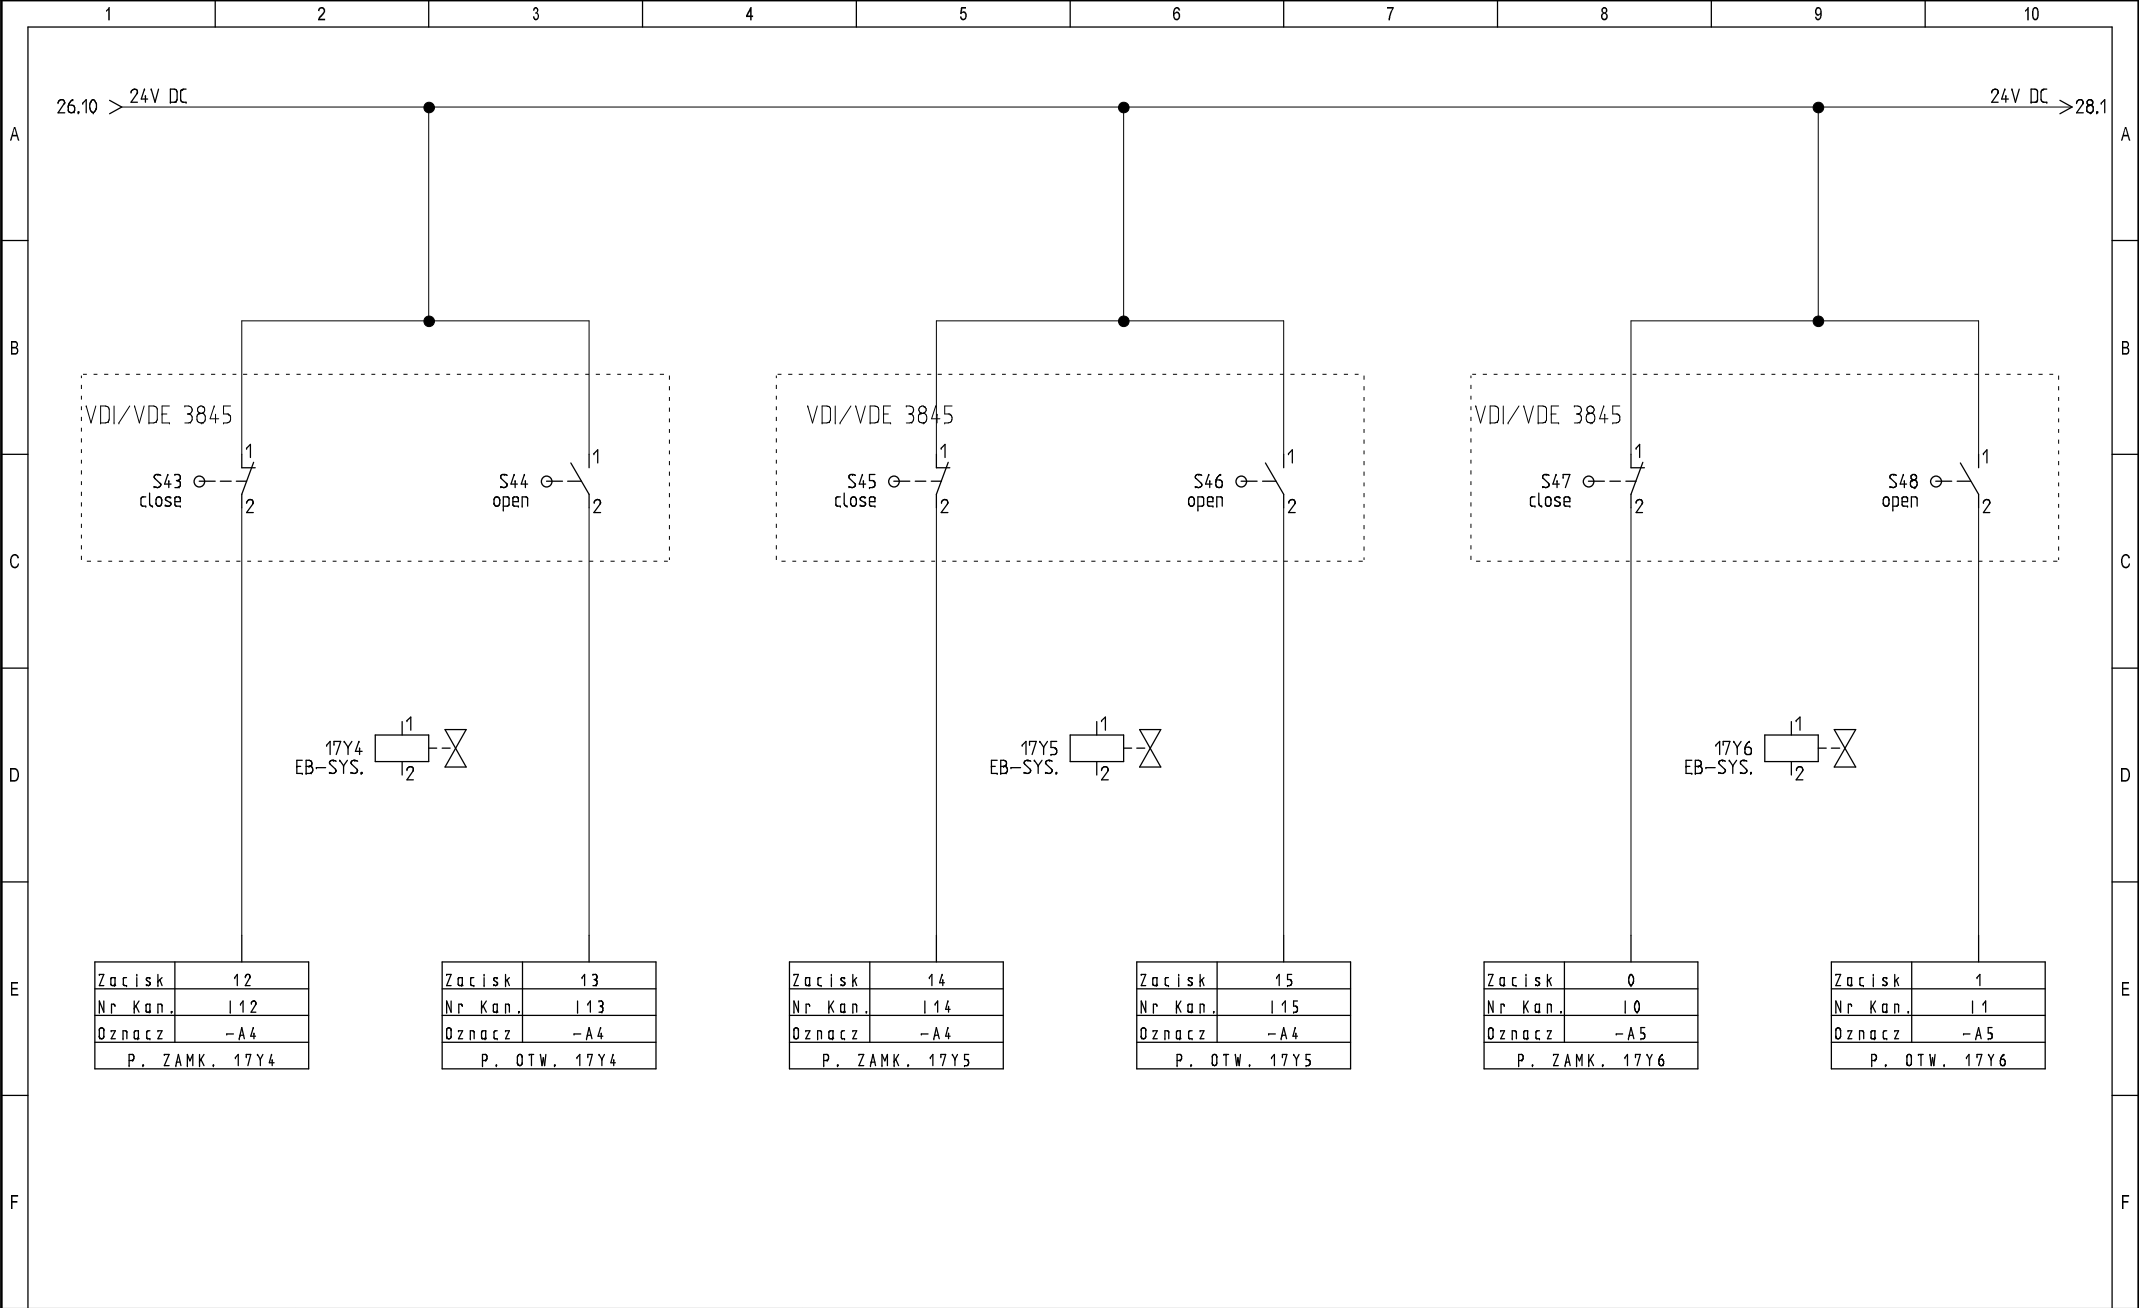 1 2 3 4 5 6 7 8 9 10
26.10 24V DC 24V DC 28.1
A A
B B
VDI/VDE 3845 VDI/VDE 3845 VDI/VDE 3845
1 1 1 1 1 1
S43 S44 S45 S46 S47 S48
close open close open close open
2 2 2 2 2 2
C C
1 1 1
17Y4 17Y5 17Y6
EB-SYS. EB-SYS. EB-SYS.
2 2 2
D D
Zacisk 12 Zacisk 13 Zacisk 14 Zacisk 15 Zacisk 0 Zacisk 1
E E
Nr Kan. I12 Nr Kan. I13 Nr Kan. I14 Nr Kan. I15 Nr Kan. I0 Nr Kan. I1
Oznacz -A4 Oznacz -A4 Oznacz -A4 Oznacz -A4 Oznacz -A5 Oznacz -A5
P. ZAMK. 17Y4 P. OTW. 17Y4 P. ZAMK. 17Y5 P. OTW. 17Y5 P. ZAMK. 17Y6 P. OTW. 17Y6
F F